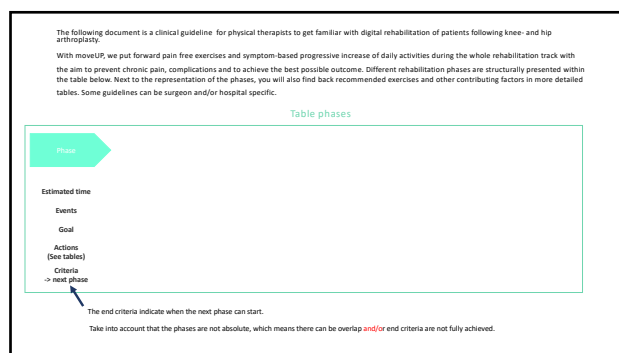 The following document is a clinical guideline for physical therapists to get familiar with digital rehabilitation of patients following knee- and hip
arthroplasty.
With moveUP, we put forward pain free exercises and symptom-based progressive increase of daily activities during the whole rehabilitation track with
the aim to prevent chronic pain, complications and to achieve the best possible outcome. Different rehabilitation phases are structurally presented within
the table below. Next to the representation of the phases, you will also find back recommended exercises and other contributing factors in more detailed
tables. Some guidelines can be surgeon and/or hospital specific.
Table phases
Phase
Estimated time
Events
Goal
Actions
(See tables)
Criteria
-> next phase
The end criteria indicate when the next phase can start.
Take into account that the phases are not absolute, which means there can be overlap and/or end criteria are not fully achieved.